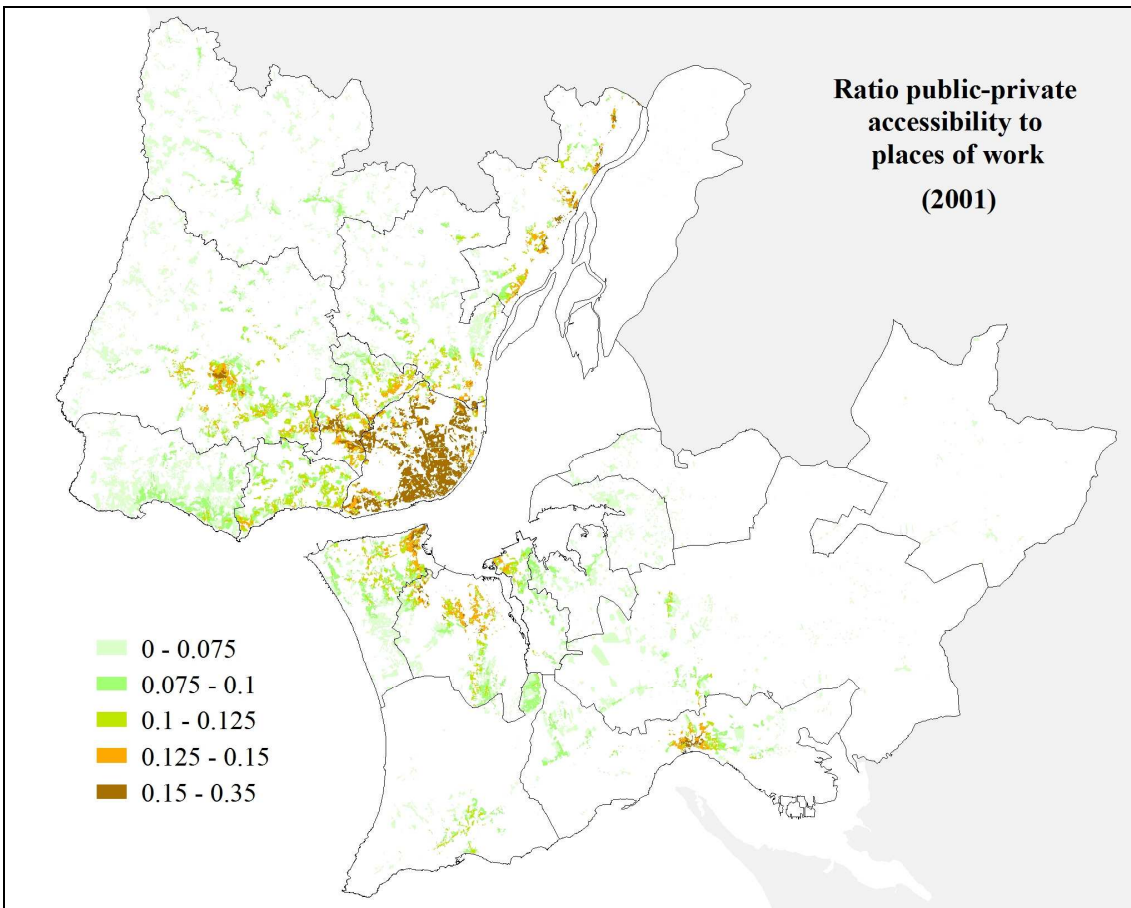 Ratio public-private
accessibility to
places of work
(2001)
0 - 0.075
0.075 - 0.1
0.1 - 0.125
0.125 - 0.15
0.15 - 0.35